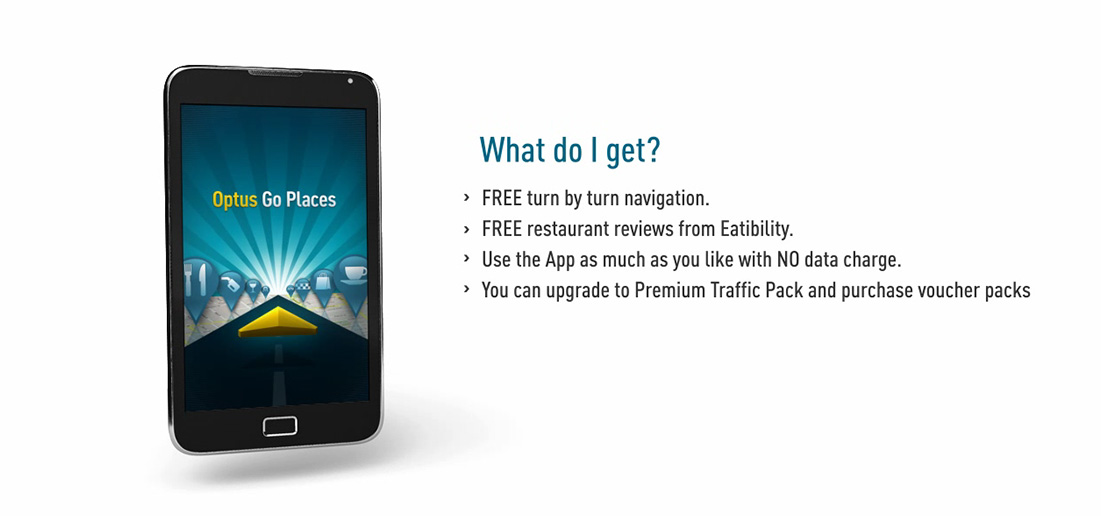 Optus Go Places
What do I get?
› FREE turn by turn navigation.
› FREE restaurant reviews from Eatibility.
› Use the App as much as you like with NO data charge.
› You can upgrade to Premium Traffic Pack and purchase voucher packs